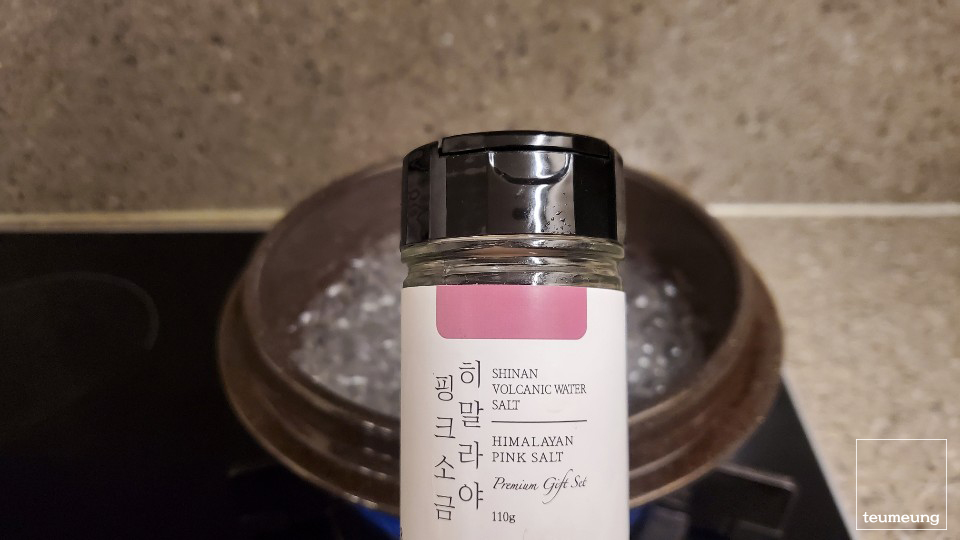 히말라야
핑크소금
SHINAN
VOLCANIC WATER
SALT
HIMALAYAN
PINK SALT
Premium Gift Set
110g
teumeung